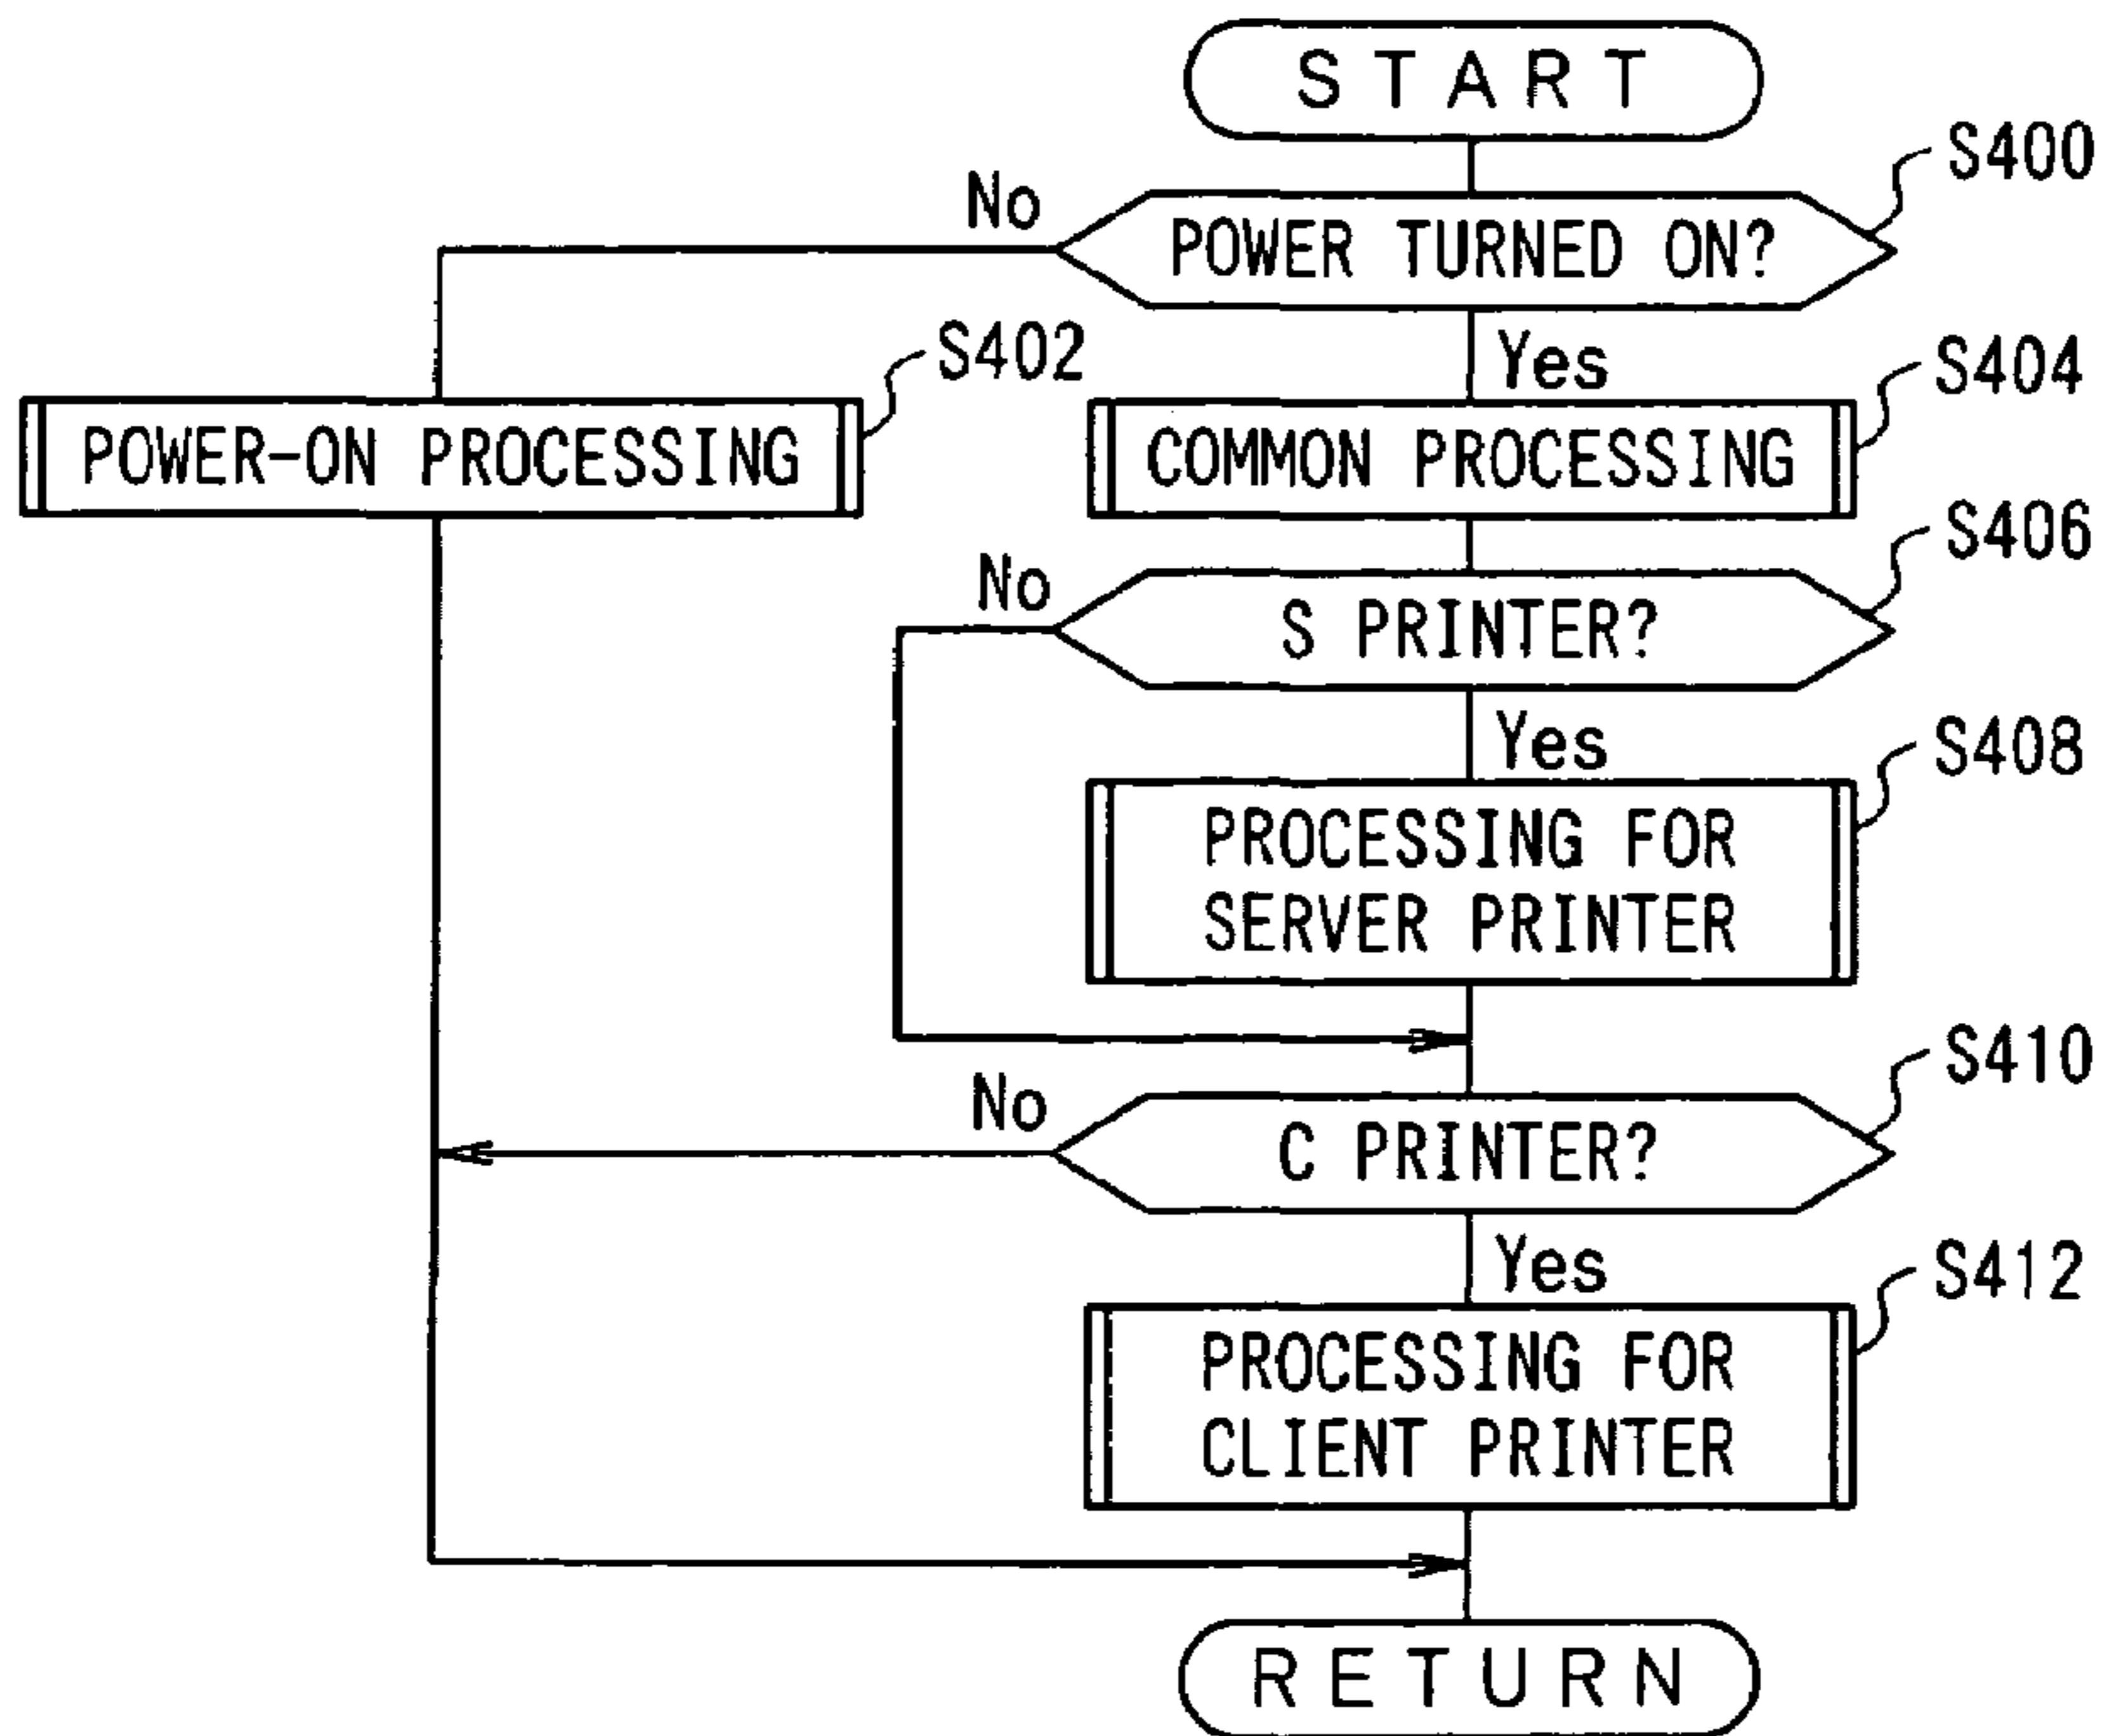 START
S400
No
POWER TURNED ON?
Yes
S402
S404
POWER-ON PROCESSING
COMMON PROCESSING
S406
No
S PRINTER?
Yes
S408
PROCESSING FOR
SERVER PRINTER
S410
No
C PRINTER?
Yes
S412
PROCESSING FOR
CLIENT PRINTER
RETURN